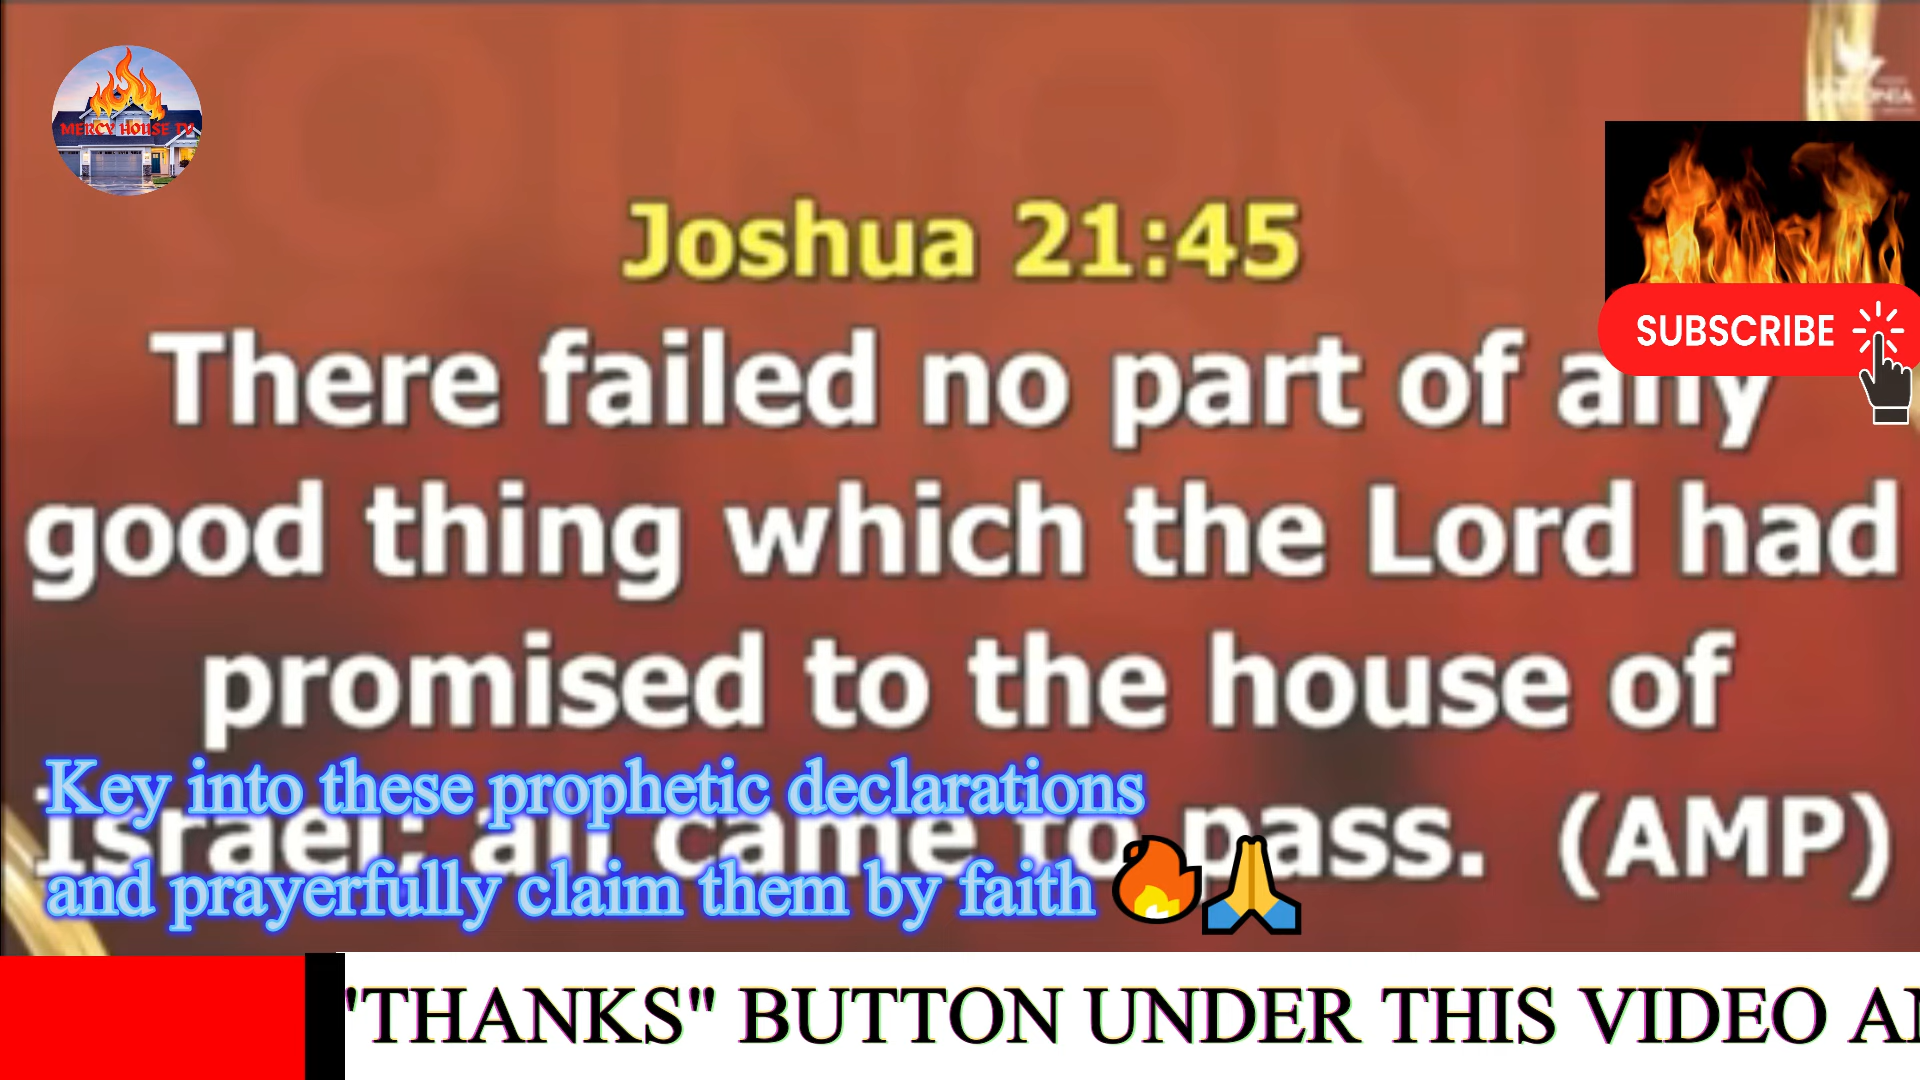 MERCY HOUSE TV
Joshua 21:45
SUBSCRIBE
There failed no part of any
good thing which the Lord had
promised to the house of
Israel; all came to pass. (AMP)
Key into these prophetic declarations
and prayerfully claim them by faith 🔥🙏
"THANKS" BUTTON UNDER THIS VIDEO